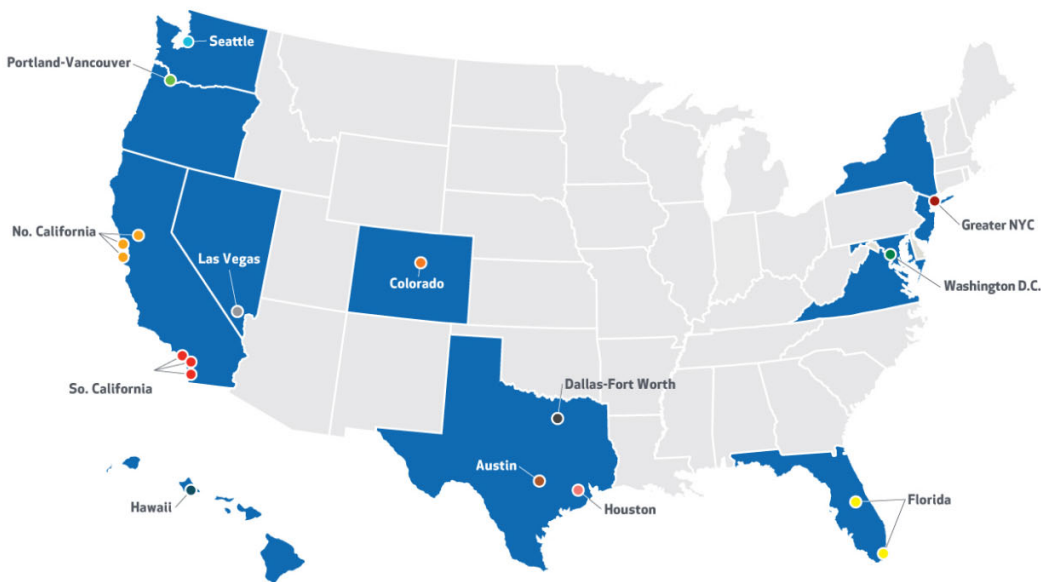 Seattle
Portland-Vancouver
No. California
Las Vegas
Colorado
Greater NYC
Washington D.C.
So. California
Dallas-Fort Worth
Austin
Houston
Hawaii
Florida